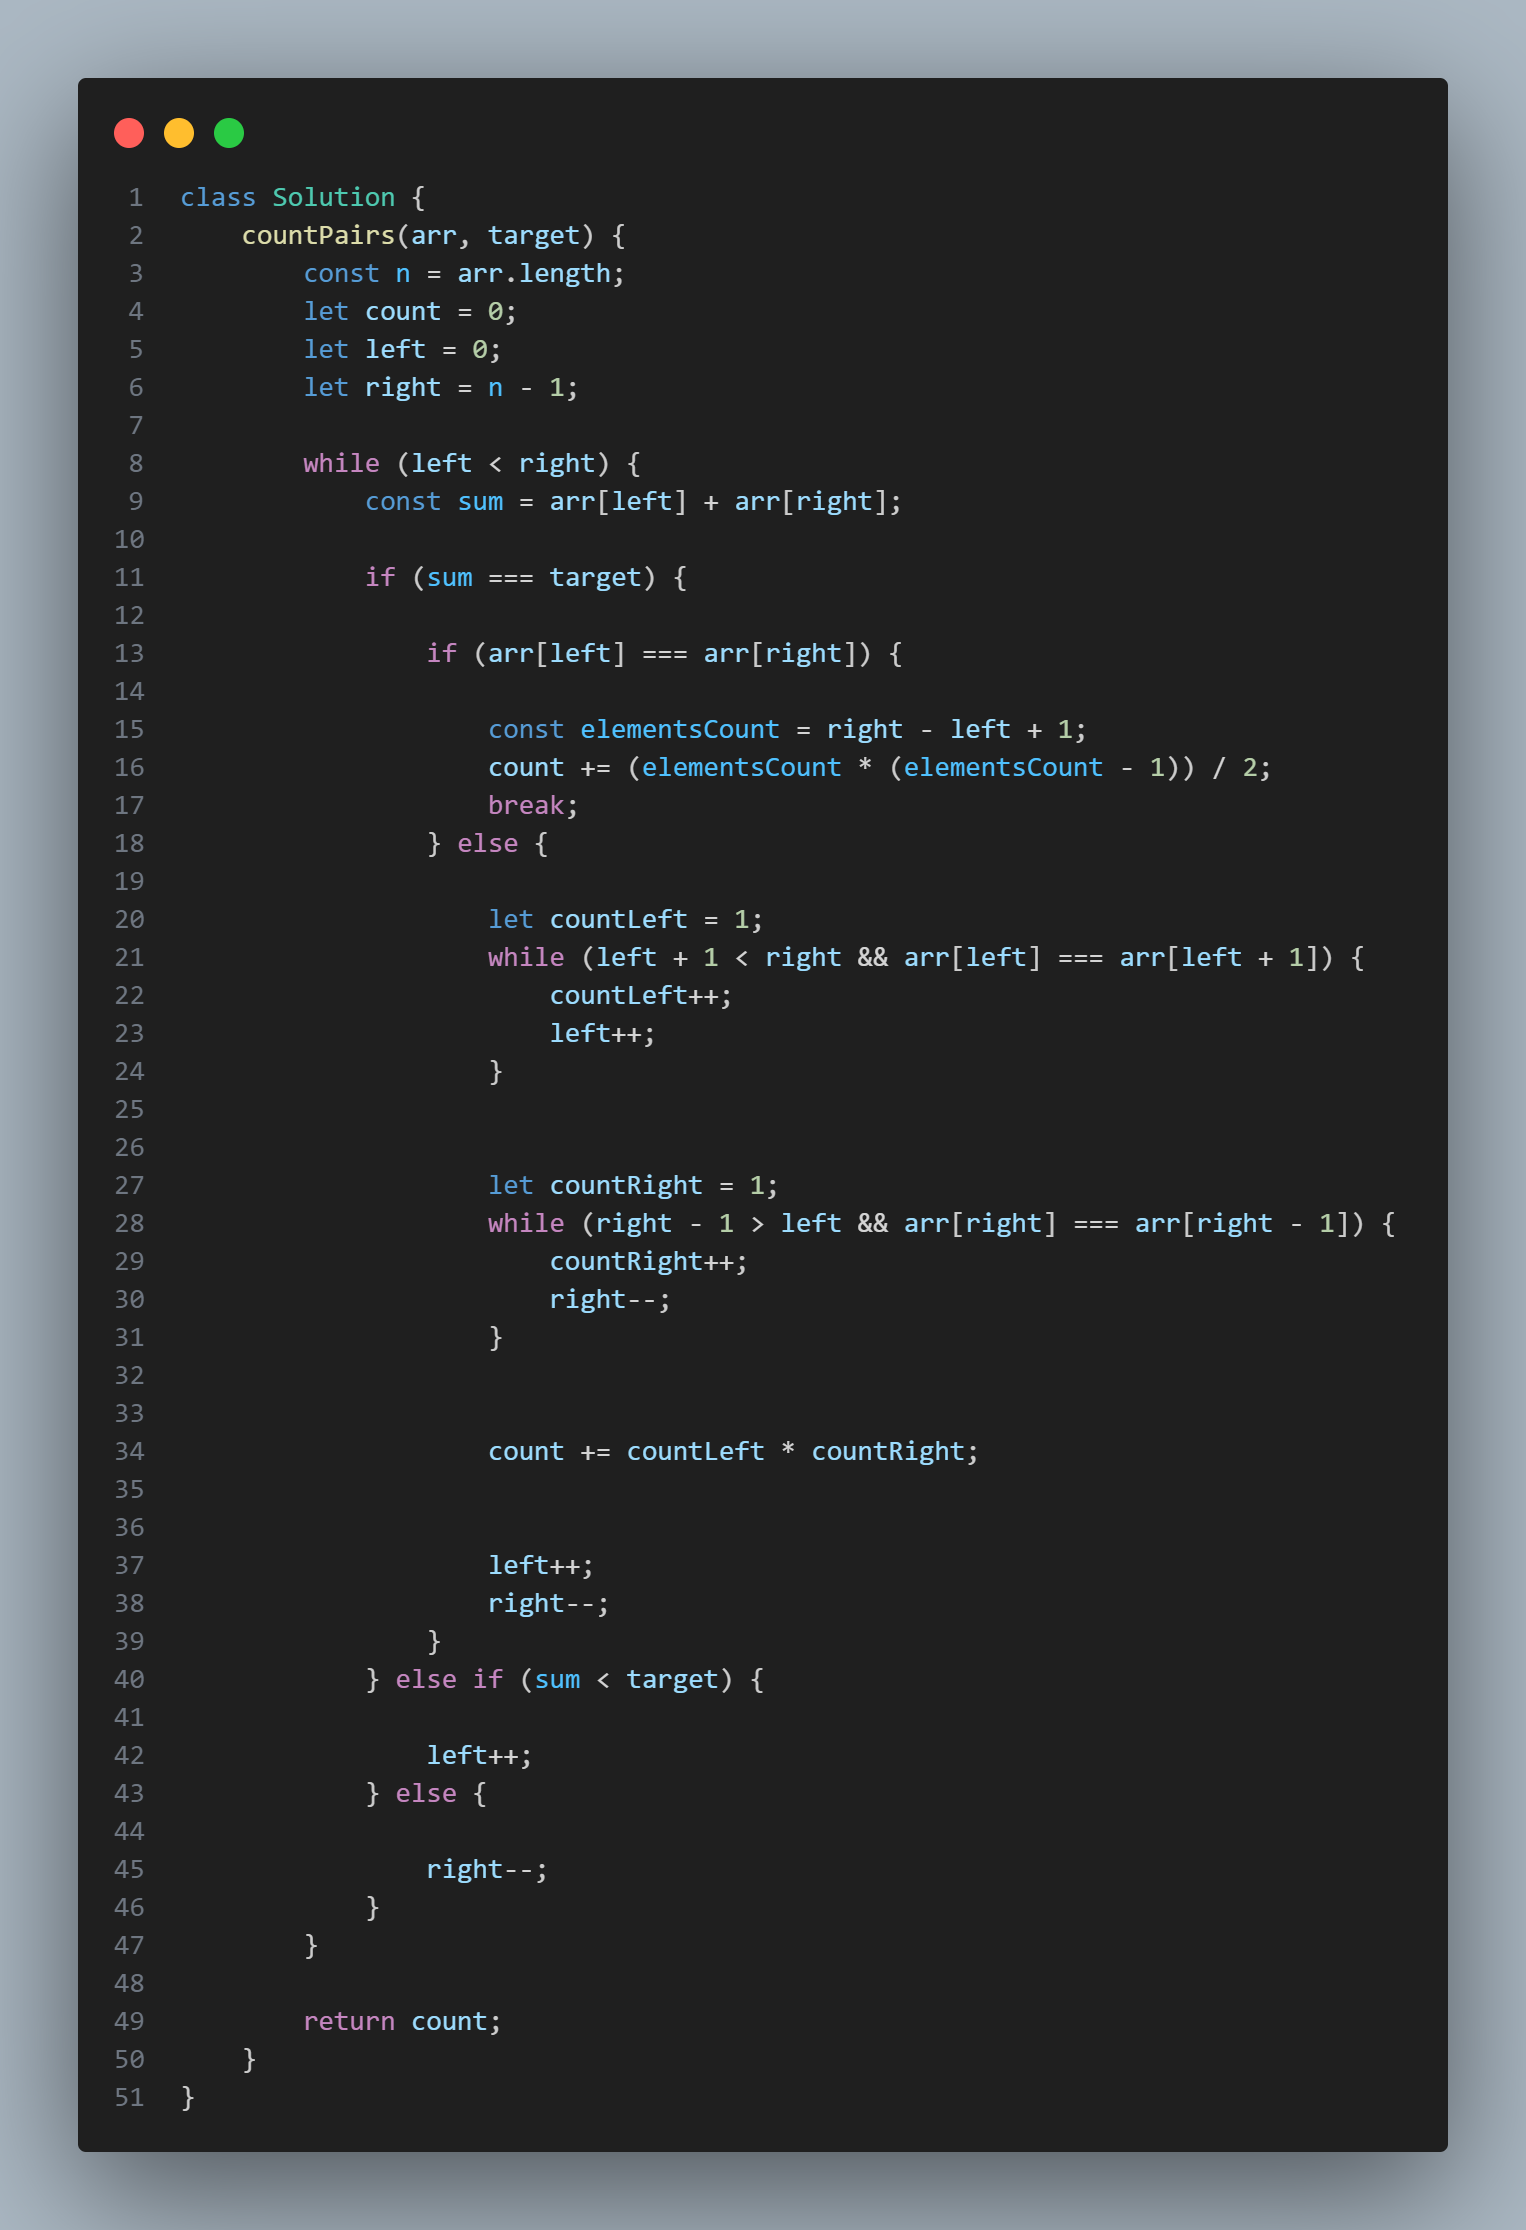 1 class Solution {
2     countPairs(arr, target) {
3         const n = arr.length;
4         let count = 0;
5         let left = 0;
6         let right = n - 1;
7
8         while (left < right) {
9             const sum = arr[left] + arr[right];
10
11             if (sum === target) {
12
13                 if (arr[left] === arr[right]) {
14
15                     const elementsCount = right - left + 1;
16                     count += (elementsCount * (elementsCount - 1)) / 2;
17                     break;
18                 } else {
19
20                     let countLeft = 1;
21                     while (left + 1 < right && arr[left] === arr[left + 1]) {
22                         countLeft++;
23                         left++;
24                     }
25
26
27                     let countRight = 1;
28                     while (right - 1 > left && arr[right] === arr[right - 1]) {
29                         countRight++;
30                         right--;
31                     }
32
33
34                     count += countLeft * countRight;
35
36
37                     left++;
38                     right--;
39                 }
40             } else if (sum < target) {
41
42                 left++;
43             } else {
44
45                 right--;
46             }
47         }
48
49         return count;
50     }
51 }